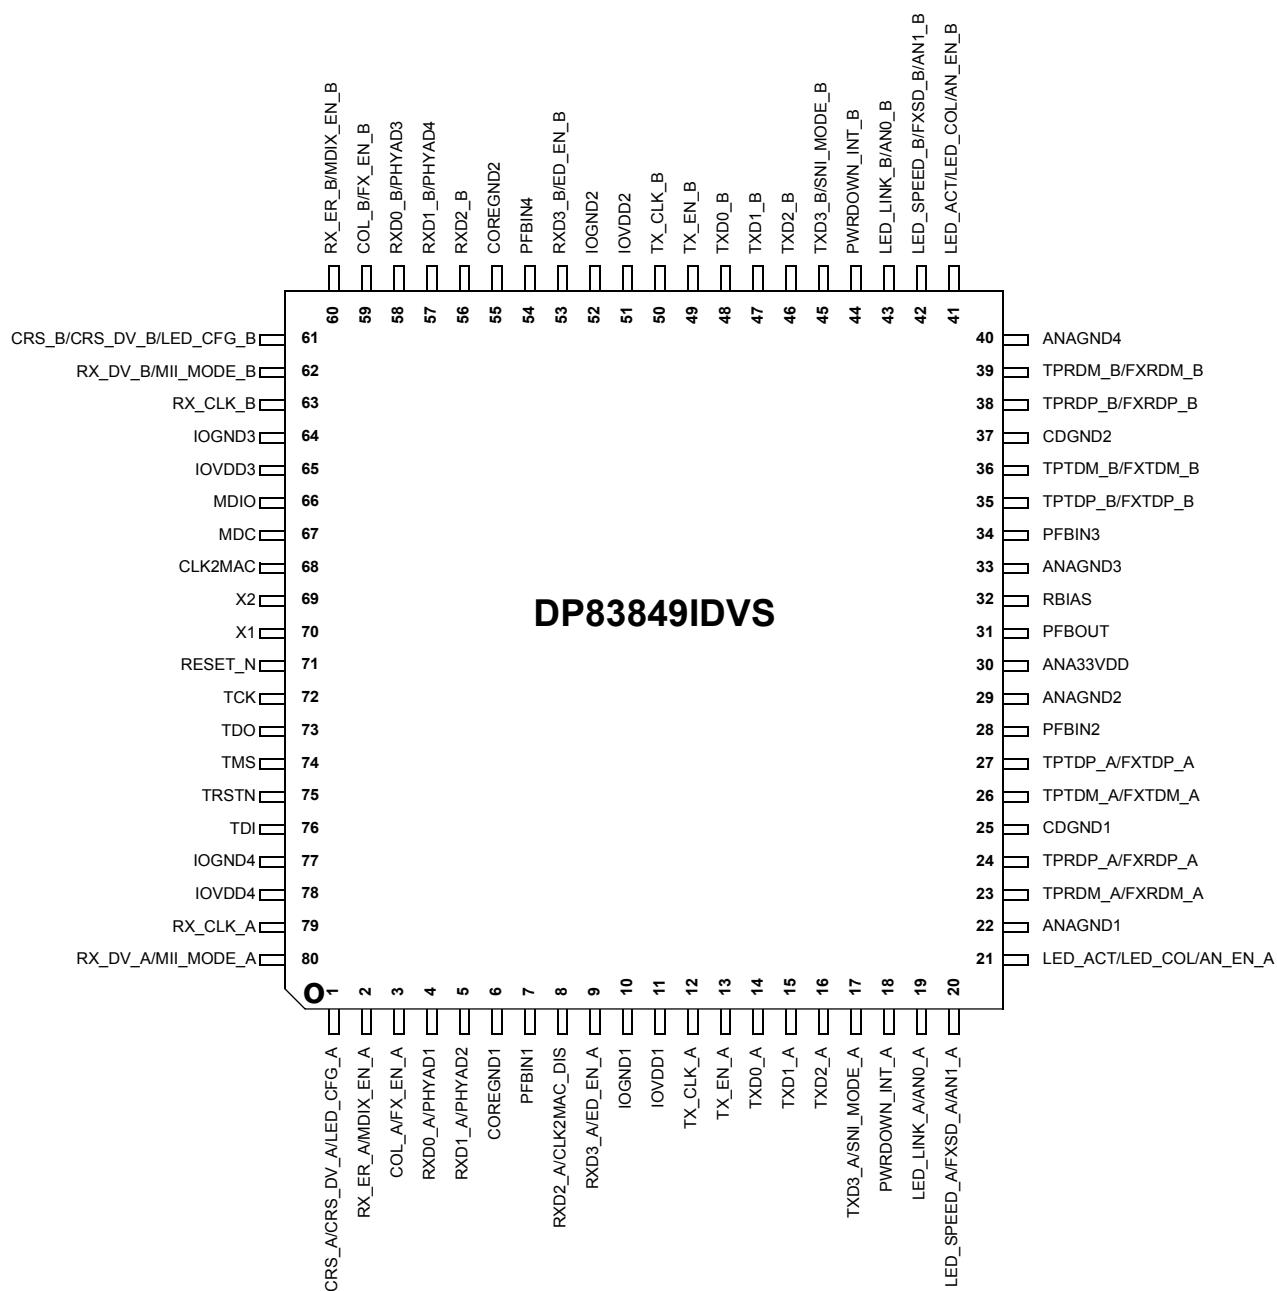 RX_ER_B/MDIX_EN_B
COL_B/FX_EN_B
RXD0_B/PHYAD3
RXD1_B/PHYAD4
RXD2_B
COREGND2
PFBIN4
RXD3_B/ED_EN_B
IOGND2
IOVDD2
TX_CLK_B
TX_EN_B
TXD0_B
TXD1_B
TXD2_B
TXD3_B/SNI_MODE_B
PWRDOWN_INT_B
LED_LINK_B/AN0_B
LED_SPEED_B/FXSD_B/AN1_B
LED_ACT/LED_COL/AN_EN_B
60
59
58
57
56
55
54
53
52
51
50
49
48
47
46
45
44
43
42
41
CRS_B/CRS_DV_B/LED_CFG_B 61
RX_DV_B/MII_MODE_B 62
RX_CLK_B 63
IOGND3 64
IOVDD3 65
MDIO 66
MDC 67
CLK2MAC 68
X2 69
X1 70
RESET_N 71
TCK 72
TDO 73
TMS 74
TRSTN 75
TDI 76
IOGND4 77
IOVDD4 78
RX_CLK_A 79
RX_DV_A/MII_MODE_A 80
DP83849IDVS
40 ANAGND4
39 TPRDM_B/FXRDM_B
38 TPRDP_B/FXRDP_B
37 CDGND2
36 TPTDM_B/FXTDM_B
35 TPTDP_B/FXTDP_B
34 PFBIN3
33 ANAGND3
32 RBIAS
31 PFBOUT
30 ANA33VDD
29 ANAGND2
28 PFBIN2
27 TPTDP_A/FXTDP_A
26 TPTDM_A/FXTDM_A
25 CDGND1
24 TPRDP_A/FXRDP_A
23 TPRDM_A/FXRDM_A
22 ANAGND1
21 LED_ACT/LED_COL/AN_EN_A
1
2
3
4
5
6
7
8
9
10
11
12
13
14
15
16
17
18
19
20
CRS_A/CRS_DV_A/LED_CFG_A
RX_ER_A/MDIX_EN_A
COL_A/FX_EN_A
RXD0_A/PHYAD1
RXD1_A/PHYAD2
COREGND1
PFBIN1
RXD2_A/CLK2MAC_DIS
RXD3_A/ED_EN_A
IOGND1
IOVDD1
TX_CLK_A
TX_EN_A
TXD0_A
TXD1_A
TXD2_A
TXD3_A/SNI_MODE_A
PWRDOWN_INT_A
LED_LINK_A/AN0_A
LED_SPEED_A/FXSD_A/AN1_A